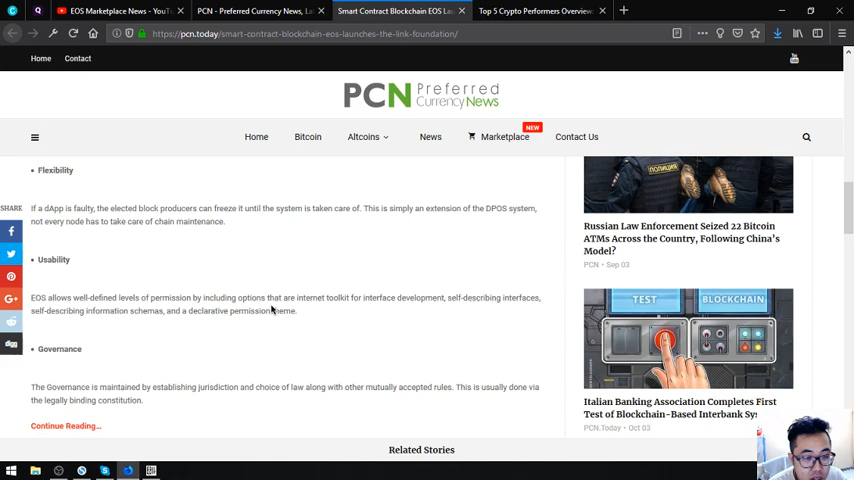 EOS Marketplace News - YouT
PCN - Preferred Currency News, La
Smart Contract Blockchain EOS La
Top 5 Crypto Performers Overview:
https://pcn.today/smart-contract-blockchain-eos-launches-the-link-foundation/
Home
Contact
You
PCN Preferred
CurrencyNews
NEW
Home
Bitcoin
Altcoins
News
Marketplace
Contact Us
• Flexibility
SHARE
If a dApp is faulty, the elected block producers can freeze it until the system is taken care of. This is simply an extension of the DPOS system,
not every node has to take care of chain maintenance.
• Usability
EOS allows well-defined levels of permission by including options that are internet toolkit for interface development, self-describing interfaces,
self-describing information schemas, and a declarative permission
• Governance
The Governance is maintained by establishing jurisdiction and choice of law along with other mutually accepted rules. This is usually done via
the legally binding constitution.
Continue Reading...
ПОЛИЦИЯ
Russian Law Enforcement Seized 22 Bitcoin
ATMs Across the Country, Following China's
Model?
PCN • Sep 03
TEST
BLOCKCHAIN
Italian Banking Association Completes First
Test of Blockchain-Based Interbank Sy
PCN.Today • Oct 03
Related Stories